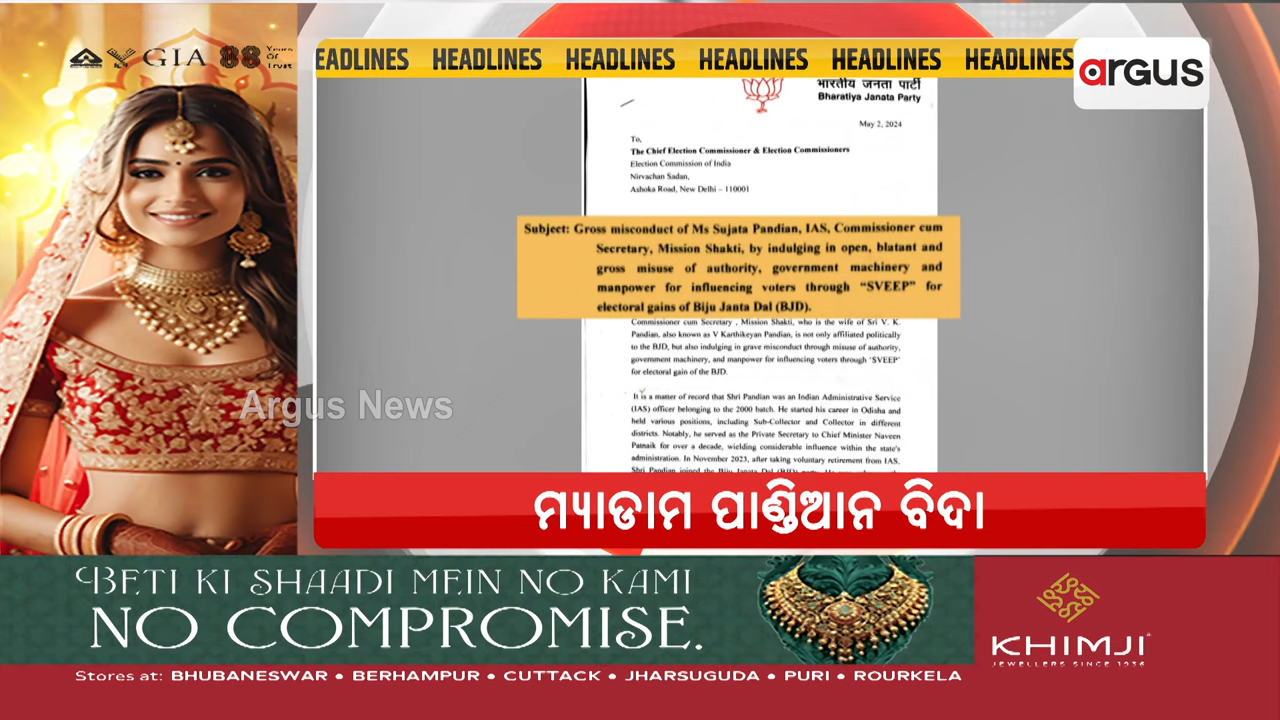 GIA 88 Years Of Trust
EADLINES HEADLINES HEADLINES HEADLINES HEADLINES HEADLINES
argus
भारतीय जनता पार्टी
Bharatiya Janata Party
May 2, 2024
To,
The Chief Election Commissioner & Election Commissioners
Election Commission of India
Nirvachan Sadan,
Ashoka Road, New Delhi – 110001
Subject: Gross misconduct of Ms Sujata Pandian, IAS, Commissioner cum
Secretary, Mission Shakti, by indulging in open, blatant and
gross misuse of authority, government machinery and
manpower for influencing voters through “SVEEP” for
electoral gains of Biju Janta Dal (BJD).
Commissioner cum Secretary , Mission Shakti, who is the wife of Sri V. K.
Pandian, also known as V Karthikeyan Pandian, is not only affiliated politically
to the BJD, but also indulging in grave misconduct through misuse of authority,
government machinery, and manpower for influencing voters through “SVEEP”
for electoral gain of the BJD.
It is a matter of record that Shri Pandian was an Indian Administrative Service
(IAS) officer belonging to the 2000 batch. He started his career in Odisha and
held various positions, including Sub-Collector and Collector in different
districts. Notably, he served as the Private Secretary to Chief Minister Naveen
Patnaik for over a decade, wielding considerable influence within the state's
administration. In November 2023, after taking voluntary retirement from IAS,
Shri Pandian joined the Biju Janata Dal (BJD) party.
Argus News
ମ୍ୟାଡାମ ପାଣ୍ଡିଆନ ବିଦା
BETI KI SHAADI MEIN NO KAMI
NO COMPROMISE.
KHIMJI
JEWELLERS SINCE 1936
Stores at: BHUBANESWAR • BERHAMPUR • CUTTACK • JHARSUGUDA • PURI • ROURKELA